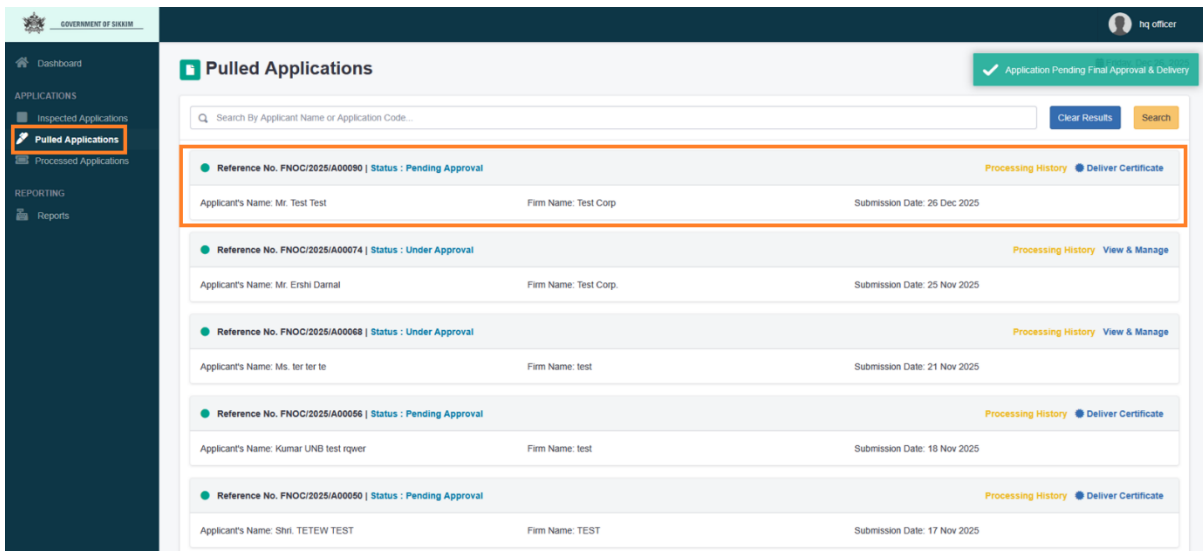 GOVERNMENT OF SIKKIM
hq officer
Dashboard
APPLICATIONS
Inspected Applications
Pulled Applications
Processed Applications
REPORTING
Reports
Pulled Applications
Application Pending Final Approval & Delivery
Search By Applicant Name or Application Code...
Clear Results
Search
Reference No. FNOC/2025/A00090 | Status : Pending Approval Processing History Deliver Certificate
Applicant's Name: Mr. Test Test Firm Name: Test Corp Submission Date: 26 Dec 2025
Reference No. FNOC/2025/A00074 | Status : Under Approval Processing History View & Manage
Applicant's Name: Mr. Ershi Darnal Firm Name: Test Corp. Submission Date: 25 Nov 2025
Reference No. FNOC/2025/A00068 | Status : Under Approval Processing History View & Manage
Applicant's Name: Ms. ter ter te Firm Name: test Submission Date: 21 Nov 2025
Reference No. FNOC/2025/A00056 | Status : Pending Approval Processing History Deliver Certificate
Applicant's Name: Kumar UNB test rqwer Firm Name: test Submission Date: 18 Nov 2025
Reference No. FNOC/2025/A00050 | Status : Pending Approval Processing History Deliver Certificate
Applicant's Name: Shri. TETEW TEST Firm Name: TEST Submission Date: 17 Nov 2025